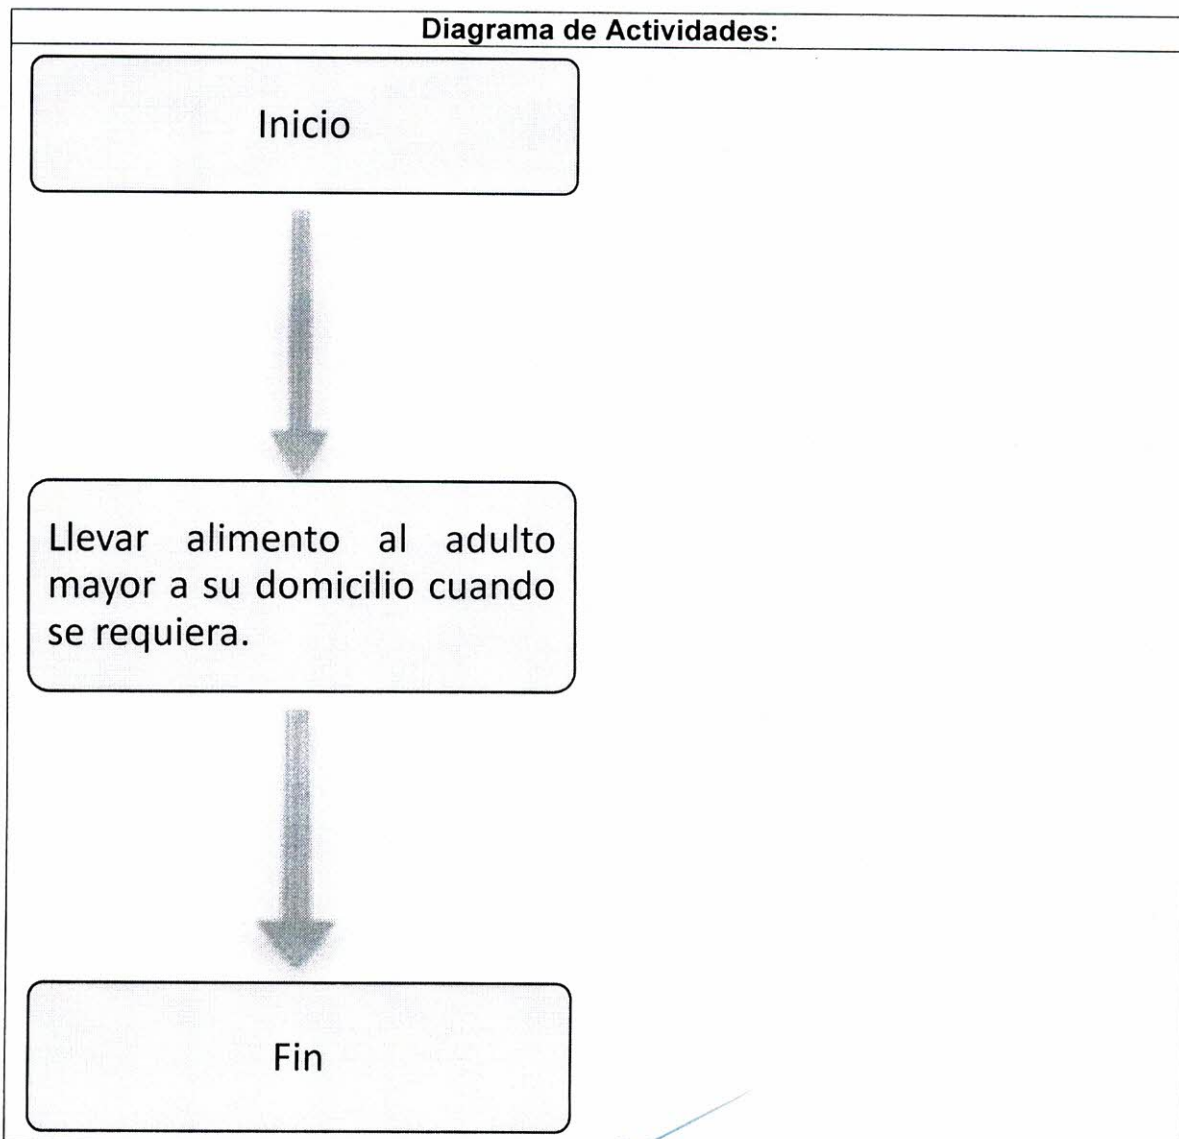 Diagrama de Actividades:
Inicio
Llevar alimento al adulto
mayor a su domicilio cuando
se requiera.
Fin